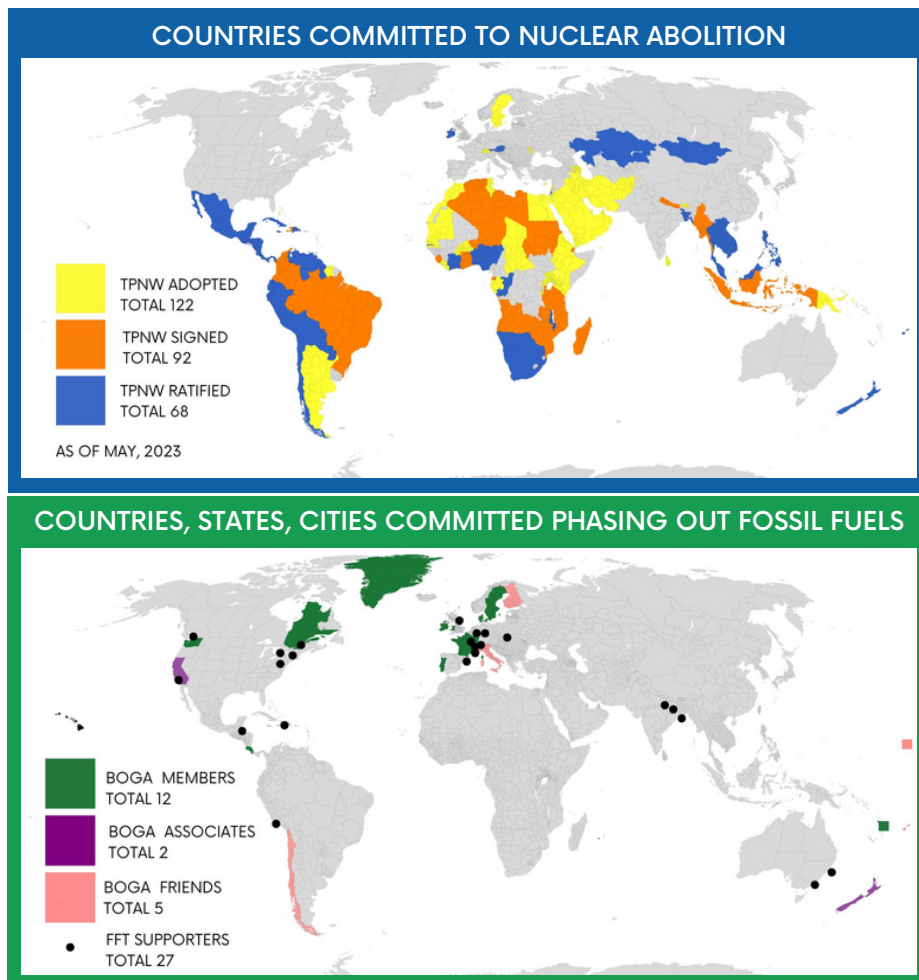 COUNTRIES COMMITTED TO NUCLEAR ABOLITION
TPNW ADOPTED
TOTAL 122
TPNW SIGNED
TOTAL 92
TPNW RATIFIED
TOTAL 68
AS OF MAY, 2023
COUNTRIES, STATES, CITIES COMMITTED PHASING OUT FOSSIL FUELS
BOGA MEMBERS
TOTAL 12
BOGA ASSOCIATES
TOTAL 2
BOGA FRIENDS
TOTAL 5
FFT SUPPORTERS
TOTAL 27